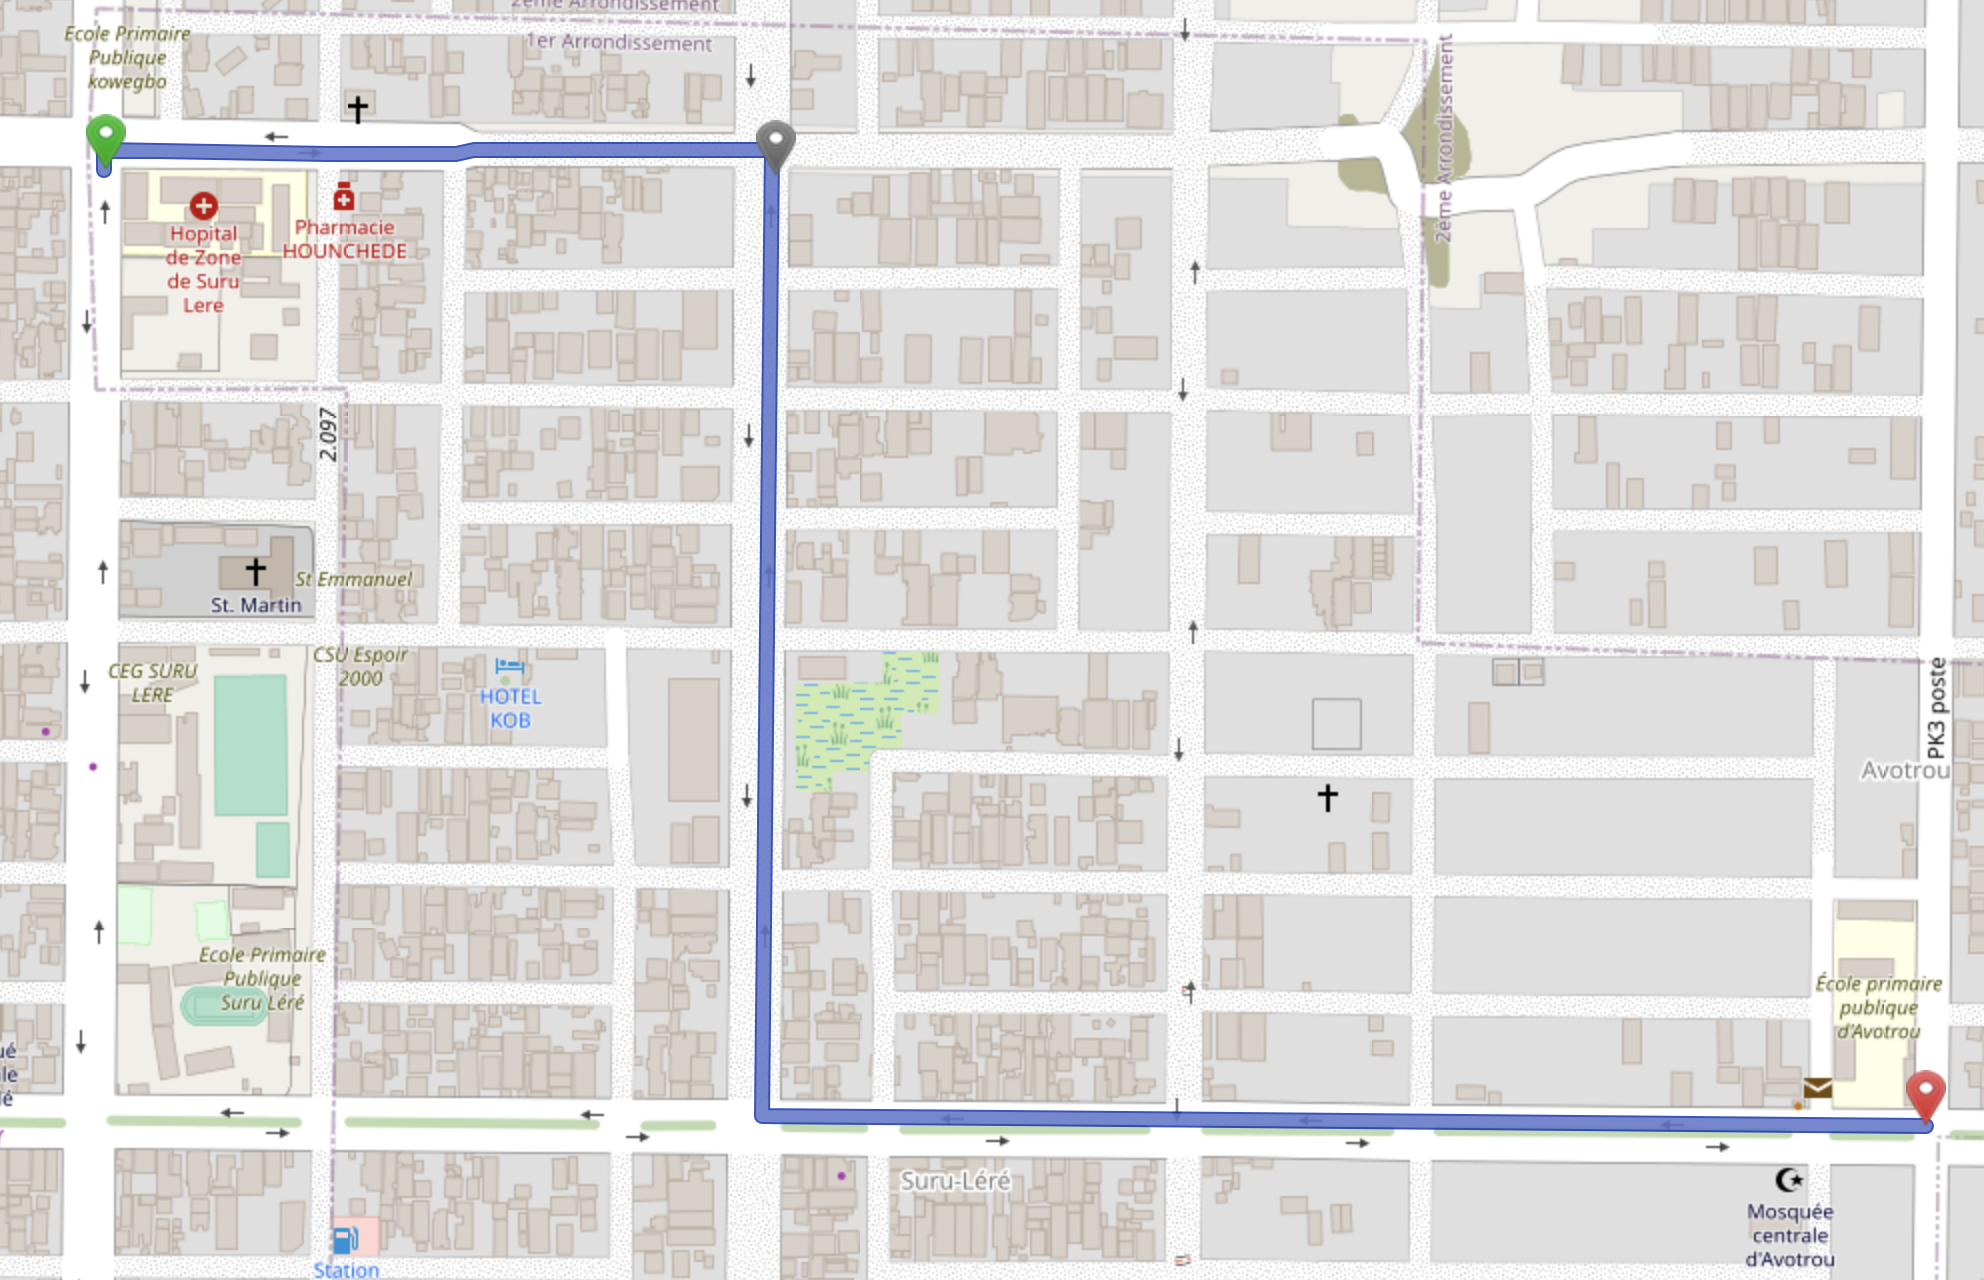 2ème Arrondissement
1er Arrondissement
Ecole Primaire
Publique
kowegbo
2ème Arrondissement
Hopital
de Zone
de Suru
Lere
Pharmacie
HOUNCHEDE
2.097
St Emmanuel
St. Martin
CEG SURU
LERE
CSU Espoir
2000
HOTEL
KOB
PK3 poste
Avotrou
Ecole Primaire
Publique
Suru Léré
École primaire
publique
d'Avotrou
Suru-Léré
Mosquée
centrale
d'Avotrou
Station